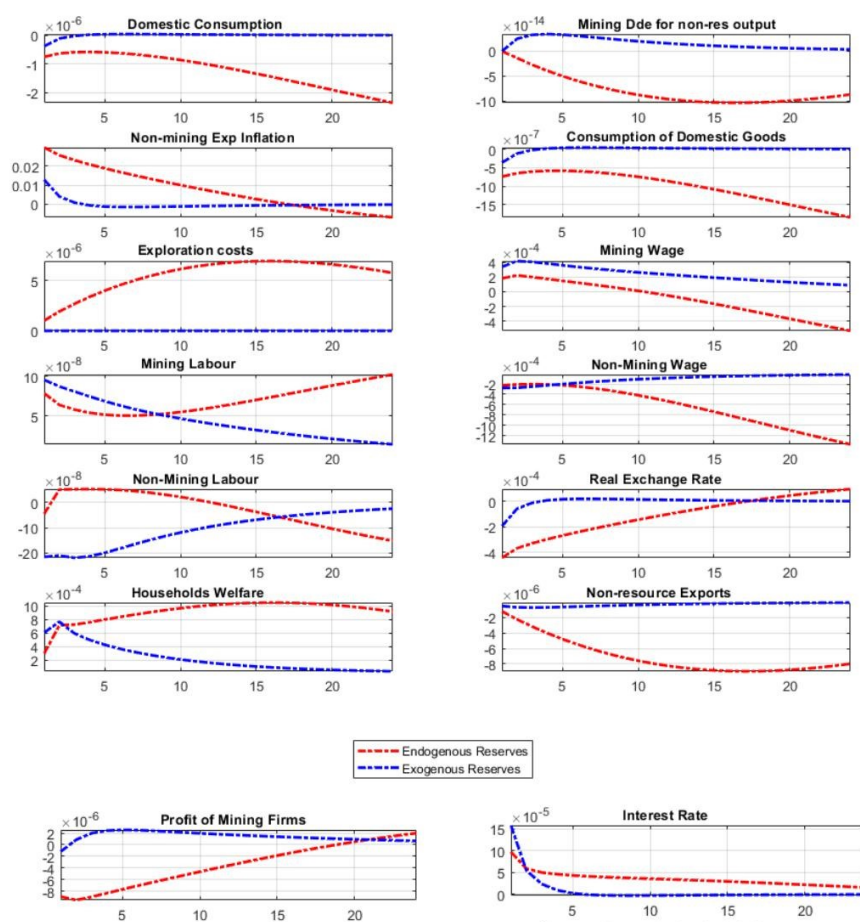 Domestic Consumption
×10^-6
0
-1
-2
5 10 15 20
Mining Dde for non-res output
×10^-14
0
-5
-10
5 10 15 20
Non-mining Exp Inflation
0.02
0.01
0
5 10 15 20
Consumption of Domestic Goods
×10^-7
0
-5
-10
-15
5 10 15 20
Exploration costs
×10^-6
5
0
5 10 15 20
Mining Wage
×10^-4
4
2
0
-2
-4
5 10 15 20
Mining Labour
×10^-8
10
5
5 10 15 20
Non-Mining Wage
×10^-4
-2
-4
-6
-8
-10
-12
5 10 15 20
Non-Mining Labour
×10^-8
0
-10
-20
5 10 15 20
Real Exchange Rate
×10^-4
0
-2
-4
5 10 15 20
Households Welfare
×10^-4
10
8
6
4
2
5 10 15 20
Non-resource Exports
×10^-6
-2
-4
-6
-8
5 10 15 20
Endogenous Reserves
Exogenous Reserves
Profit of Mining Firms
×10^-6
2
0
-2
-4
-6
-8
5 10 15 20
Interest Rate
×10^-5
15
10
5
0
5 10 15 20